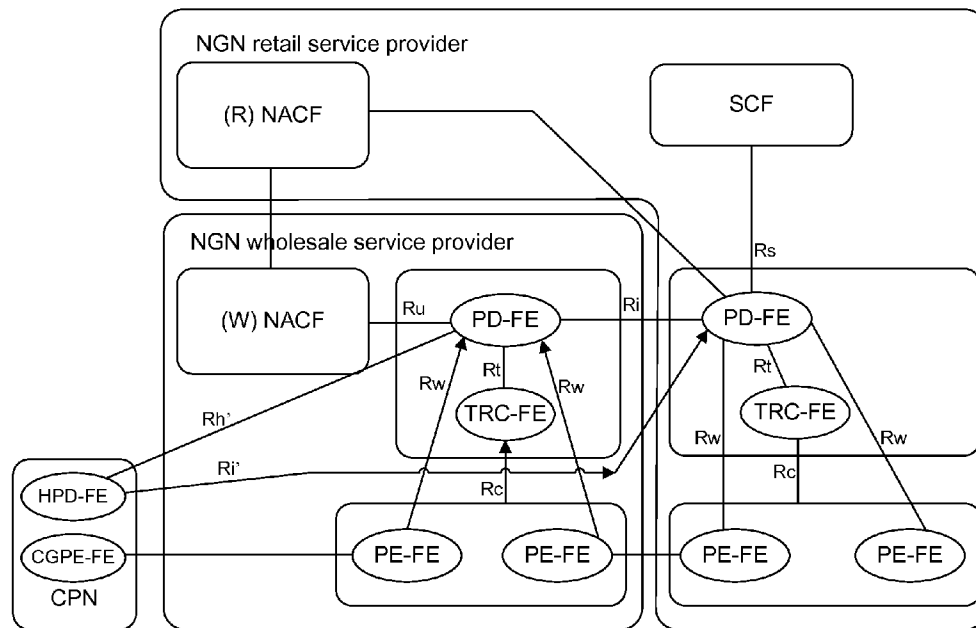 NGN retail service provider
(R) NACF
SCF
Rs
NGN wholesale service provider
(W) NACF
Ru
PD-FE
Ri
PD-FE
Rt
Rt
Rw
Rw
TRC-FE
TRC-FE
Rh'
Rw
Rw
Ri'
Rc
Rc
HPD-FE
CGPE-FE
PE-FE
PE-FE
PE-FE
PE-FE
CPN